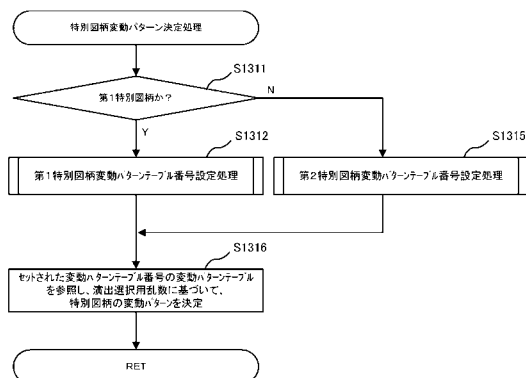 特別図柄変動パターン決定処理
S1311
第1特別図柄か？
N
Y
S1312
第1特別図柄変動パターンテーブル番号設定処理
S1315
第2特別図柄変動パターンテーブル番号設定処理
S1316
セットされた変動パターンテーブル番号の変動パターンテーブル
を参照し、演出選択用乱数に基づいて、
特別図柄の変動パターンを決定
RET